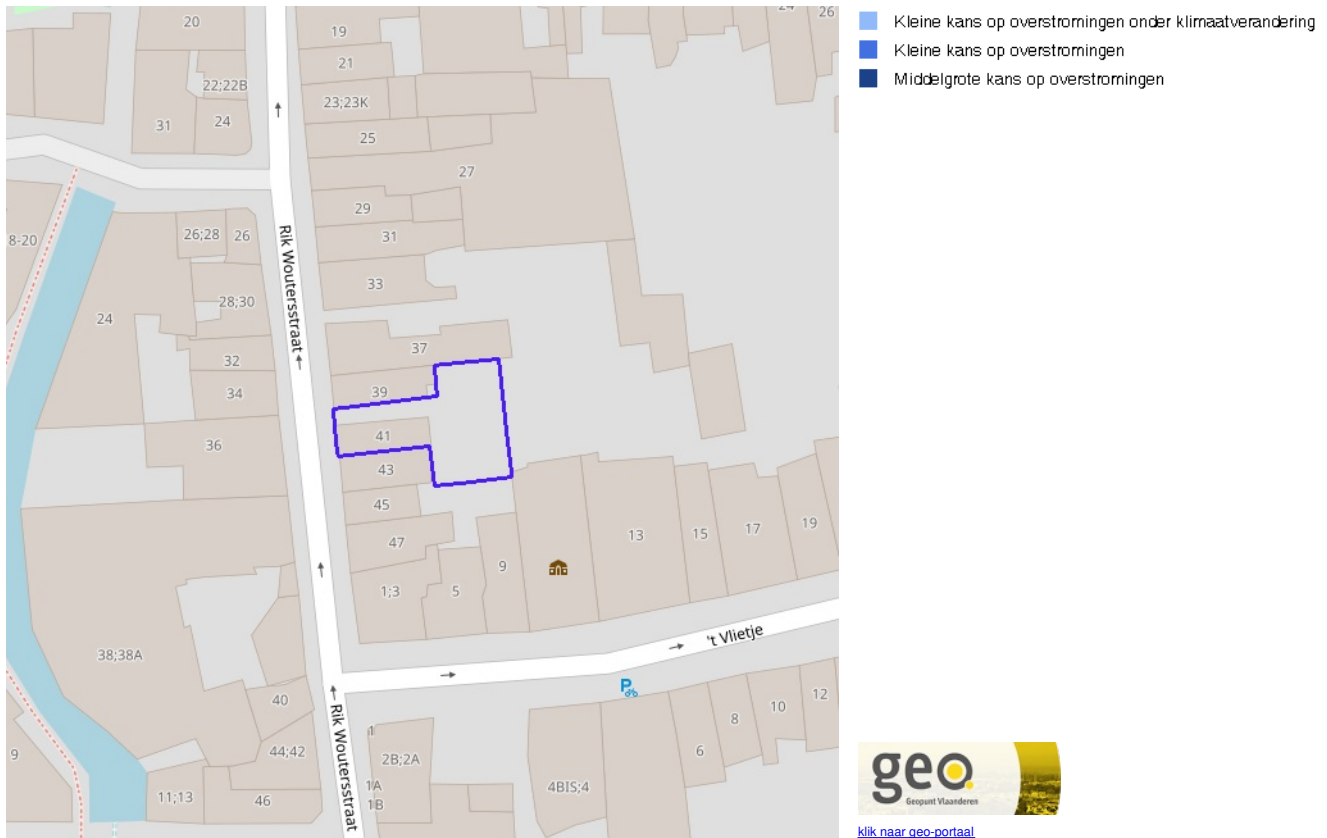 20
19
24
26
21
22;22B
23;23K
31
24
25
27
29
31
8-20
26;28
26
Rik Woutersstraat
33
28;30
24
37
32
39
34
41
36
43
45
47
13
15
17
19
9
1;3
5
't Vlietje
38;38A
40
12
10
8
6
Rik Woutersstraat
1
2B;2A
44;42
9
1A
1B
4BIS;4
11;13
46
P
Kleine kans op overstromingen onder klimaatverandering
Kleine kans op overstromingen
Middelgrote kans op overstromingen
geo
Geopunt Vlaanderen
klik naar geo-portaal